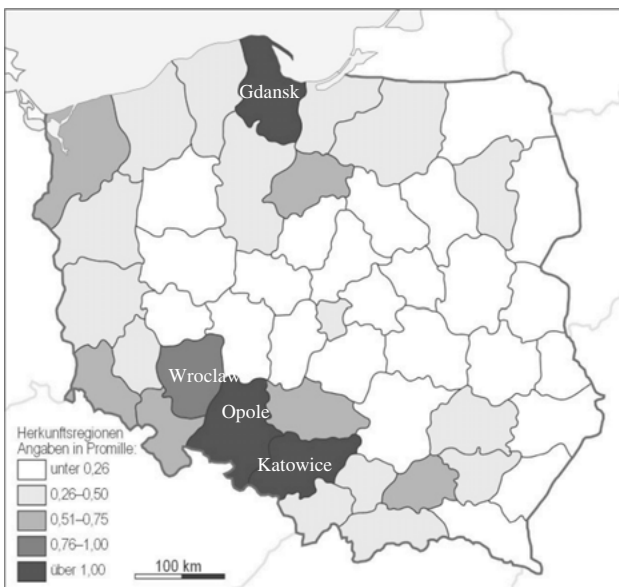 Gdansk
Wroclaw
Opole
Katowice
Herkunftsregionen
Angaben in Promille:
unter 0,26
0,26–0,50
0,51–0,75
0,76–1,00
über 1,00
100 km